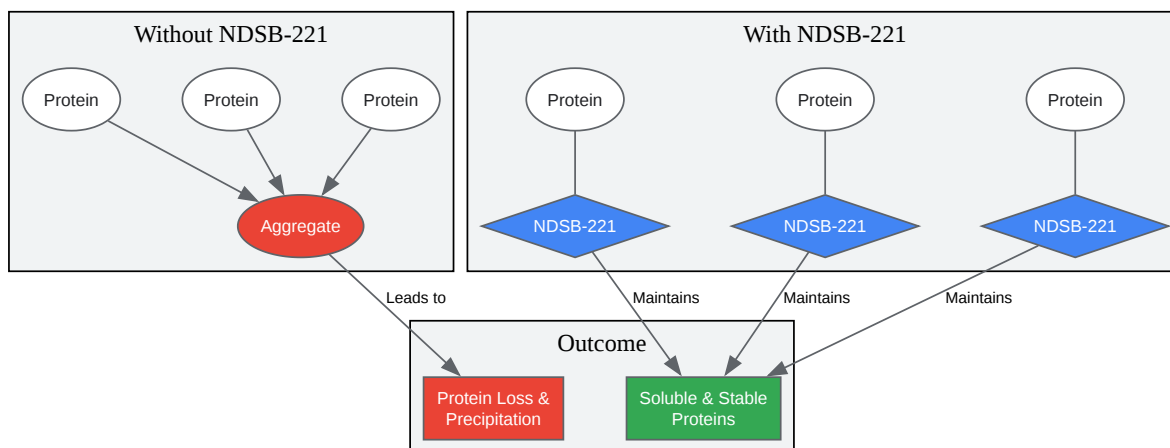 Without NDSB-221
With NDSB-221
Protein
Protein
Protein
Protein
Protein
Protein
Aggregate
NDSB-221
NDSB-221
NDSB-221
Leads to
Maintains
Maintains
Maintains
Outcome
Protein Loss &
Precipitation
Soluble & Stable
Proteins